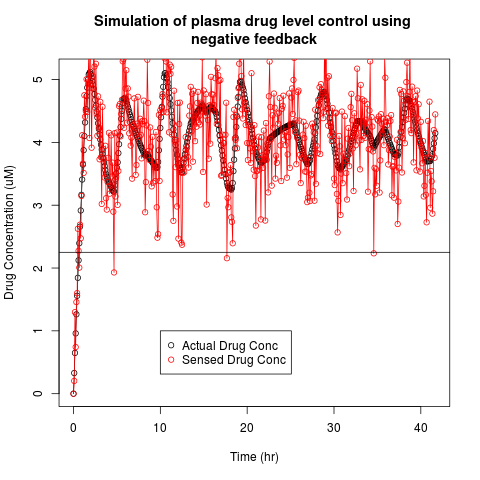 Simulation of plasma drug level control using
negative feedback
Drug Concentration (uM)
5
4
3
2
1
0
Actual Drug Conc
Sensed Drug Conc
0 10 20 30 40
Time (hr)